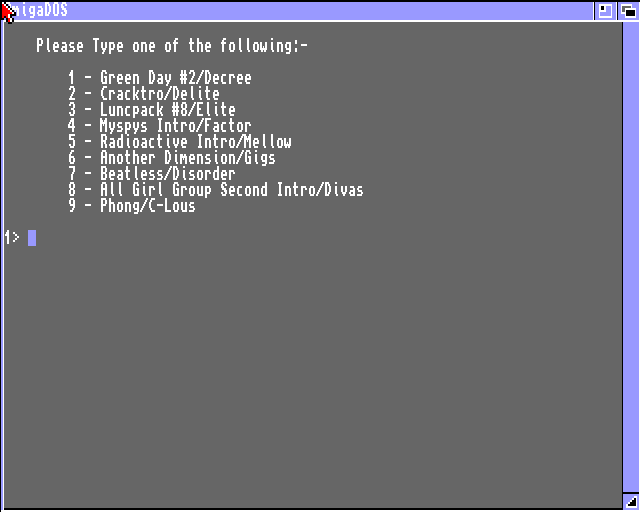 migaDOS
Please Type one of the following:-
1 - Green Day #2/Decree
2 - Cracktro/Delite
3 - Luncpack #8/Elite
4 - Myspys Intro/Factor
5 - Radioactive Intro/Mellow
6 - Another Dimension/Gigs
7 - Beatless/Disorder
8 - All Girl Group Second Intro/Divas
9 - Phong/C-Lous
1>